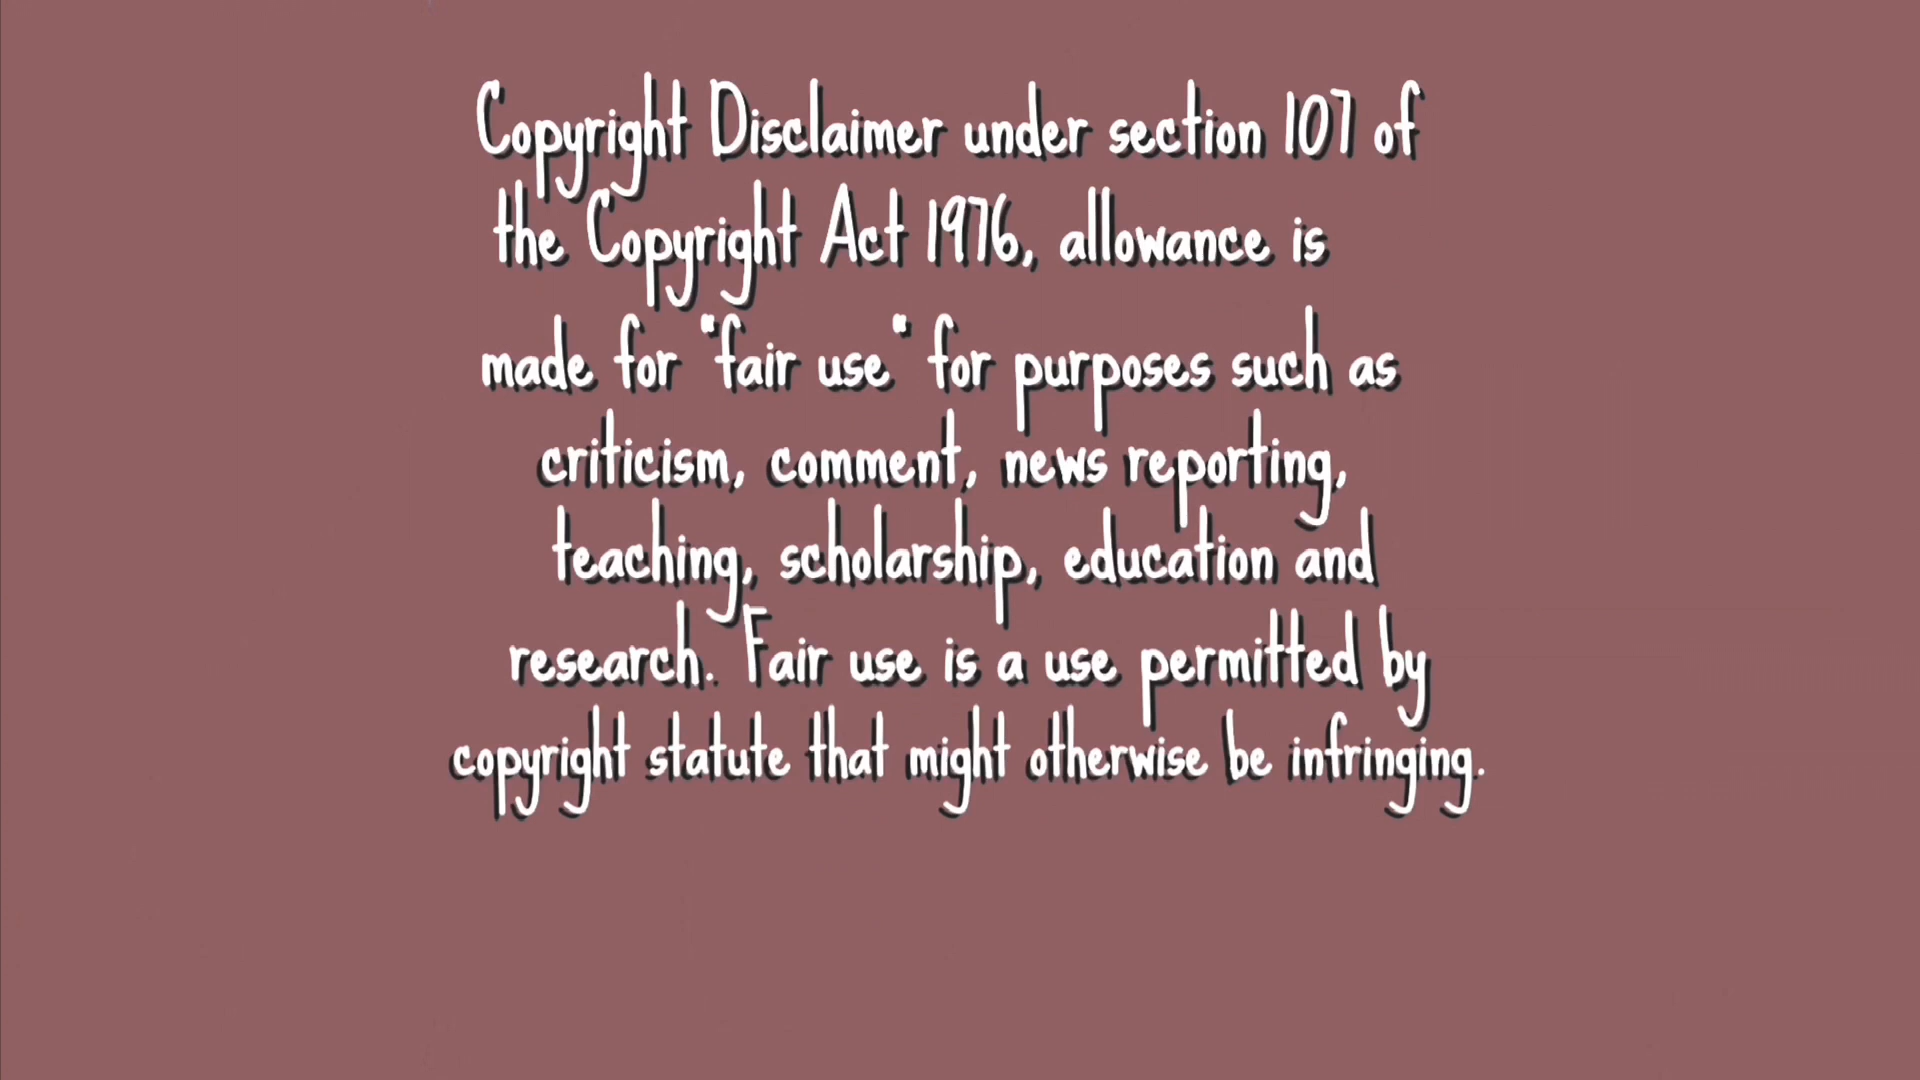 Copyright Disclaimer under section 107 of
the Copyright Act 1976, allowance is
made for "fair use" for purposes such as
criticism, comment, news reporting,
teaching, scholarship, education and
research. Fair use is a use permitted by
copyright statute that might otherwise be infringing.